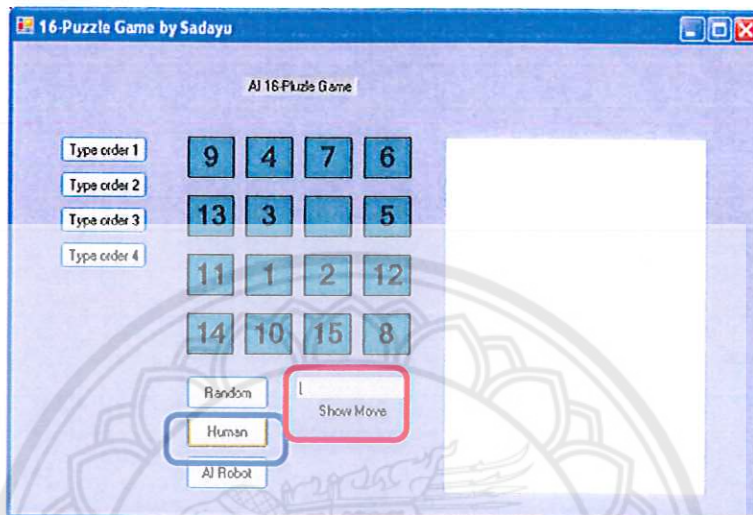 16-Puzzle Game by Sadayu
AI 16-Pluzle Game
Type order 1
Type order 2
Type order 3
Type order 4
9 4 7 6
13 3 5
11 1 2 12
14 10 15 8
Random
Show Move
Human
AI Robot